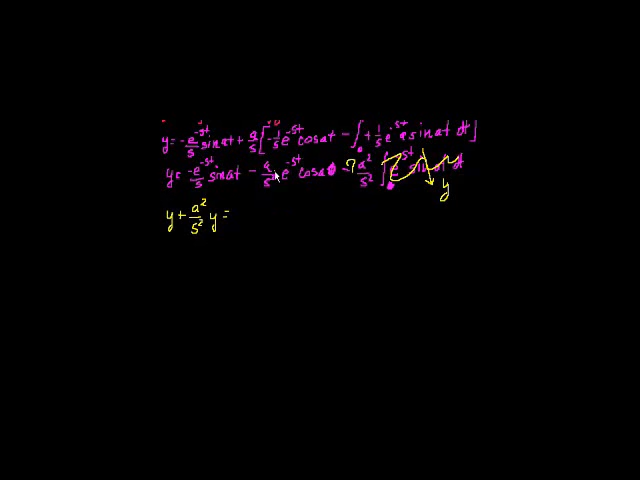 y = -e^{-st}/s sin at + a/s [ -1/s e^{-st} cos at - ∫ + 1/s e^{-st} a sin at dt ]
y = -e^{-st}/s sin at - a/s² e^{-st} cos at - a²/s² ∫ e^{-st} sin at dt
y
y + a²/s² y =